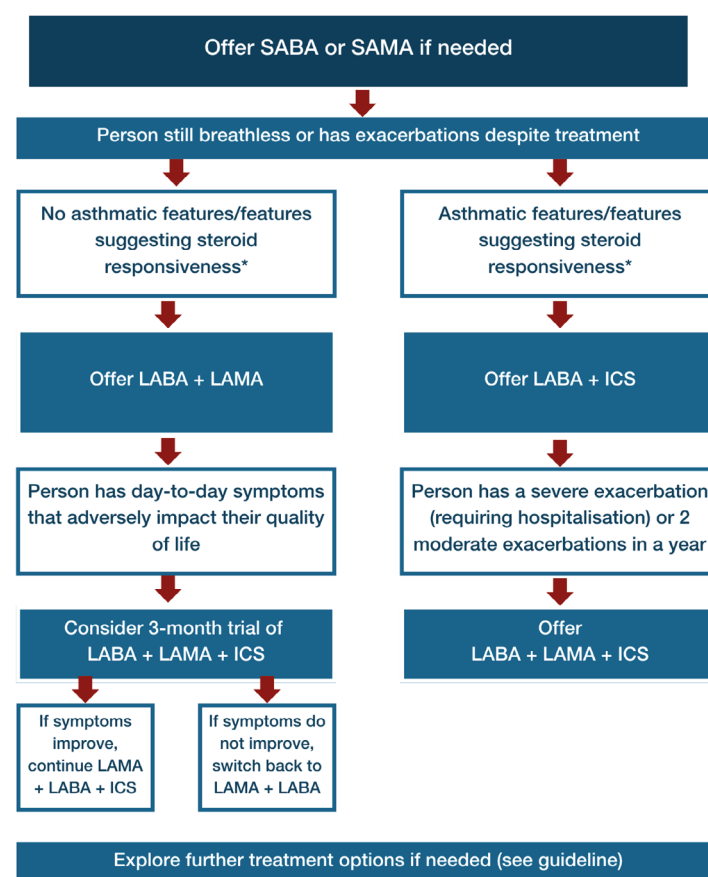 Offer SABA or SAMA if needed
Person still breathless or has exacerbations despite treatment
No asthmatic features/features
suggesting steroid
responsiveness*
Asthmatic features/features
suggesting steroid
responsiveness*
Offer LABA + LAMA
Offer LABA + ICS
Person has day-to-day symptoms
that adversely impact their quality
of life
Person has a severe exacerbation
(requiring hospitalisation) or 2
moderate exacerbations in a year
Consider 3-month trial of
LABA + LAMA + ICS
Offer
LABA + LAMA + ICS
If symptoms
improve,
continue LAMA
+ LABA + ICS
If symptoms do
not improve,
switch back to
LAMA + LABA
Explore further treatment options if needed (see guideline)